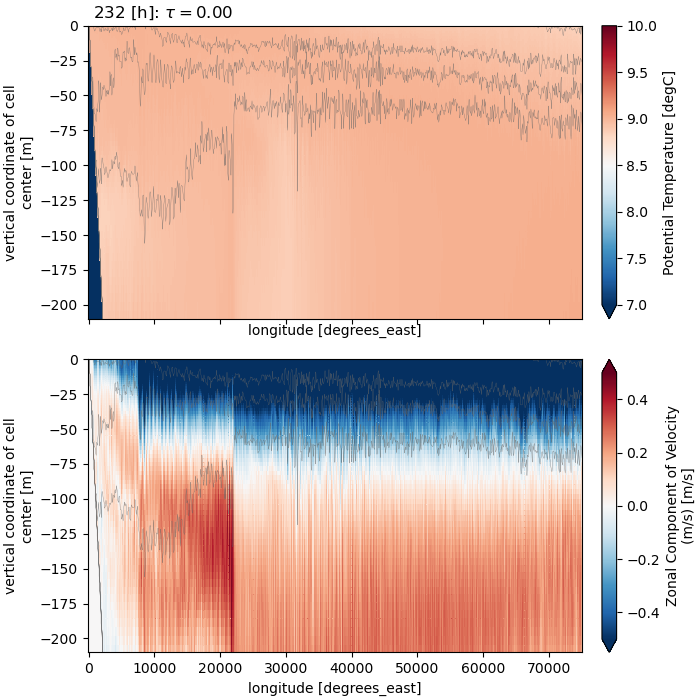 232 [h]: τ = 0.00
0
−25
−50
−75
−100
−125
−150
−175
−200
vertical coordinate of cell
center [m]
longitude [degrees_east]
10.0
9.5
9.0
8.5
8.0
7.5
7.0
Potential Temperature [degC]
0
−25
−50
−75
−100
−125
−150
−175
−200
vertical coordinate of cell
center [m]
0 10000 20000 30000 40000 50000 60000 70000
longitude [degrees_east]
0.4
0.2
0.0
−0.2
−0.4
Zonal Component of Velocity
(m/s) [m/s]